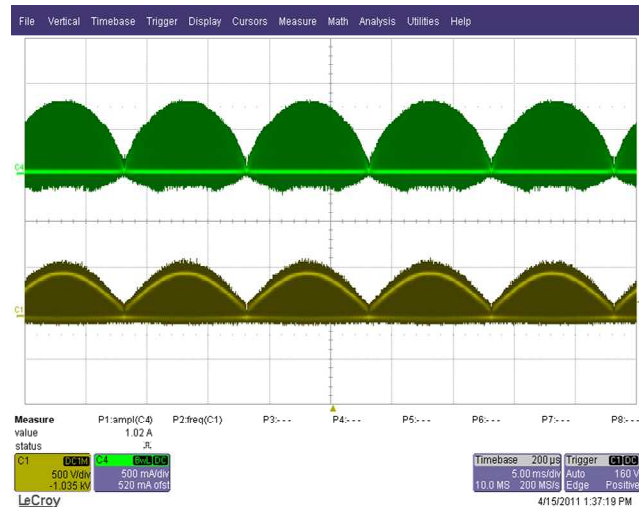 File Vertical Timebase Trigger Display Cursors Measure Math Analysis Utilities Help
C4
C1
Measure P1:ampl(C4) P2:freq(C1) P3:- - - P4:- - - P5:- - - P6:- - - P7:- - - P8:- - -
value 1.02 A
status
C1 DC1M C4 BwL DC Timebase 200 µs Trigger C1 DC
500 V/div 500 mA/div 5.00 ms/div Auto 160 V
-1.035 kV 520 mA ofst 10.0 MS 200 MS/s Edge Positive
LeCroy 4/15/2011 1:37:19 PM